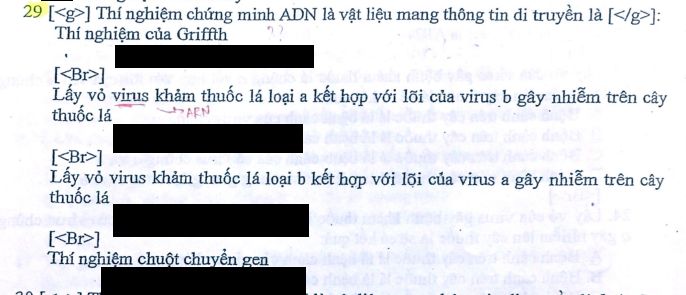 29 [<g>] Thí nghiệm chứng minh ADN là vật liệu mang thông tin di truyền là [</g>]:
Thí nghiệm của Griffth ??
[<Br>]
Lấy vỏ virus khảm thuốc lá loại a kết hợp với lõi của virus b gây nhiễm trên cây
thuốc lá → ARN
[<Br>]
Lấy vỏ virus khảm thuốc lá loại b kết hợp với lõi của virus a gây nhiễm trên cây
thuốc lá
[<Br>]
Thí nghiệm chuột chuyển gen